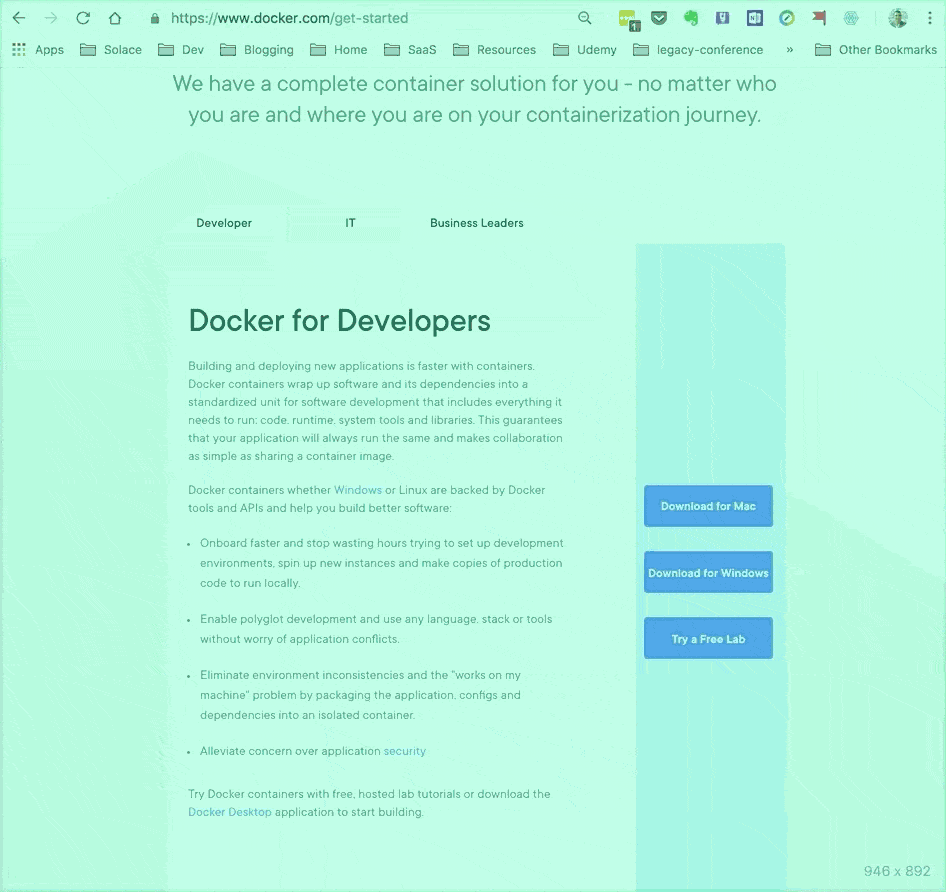 https://www.docker.com/get-started
1
Apps Solace Dev Blogging Home SaaS Resources Udemy legacy-conference » Other Bookmarks
We have a complete container solution for you - no matter who
you are and where you are on your containerization journey.
Developer IT Business Leaders
Docker for Developers
Building and deploying new applications is faster with containers.
Docker containers wrap up software and its dependencies into a
standardized unit for software development that includes everything it
needs to run: code, runtime, system tools and libraries. This guarantees
that your application will always run the same and makes collaboration
as simple as sharing a container image.
Docker containers whether Windows or Linux are backed by Docker
tools and APIs and help you build better software:
• Onboard faster and stop wasting hours trying to set up development
environments, spin up new instances and make copies of production
code to run locally.
• Enable polyglot development and use any language, stack or tools
without worry of application conflicts.
• Eliminate environment inconsistencies and the "works on my
machine" problem by packaging the application, configs and
dependencies into an isolated container.
• Alleviate concern over application security
Try Docker containers with free, hosted lab tutorials or download the
Docker Desktop application to start building.
Download for Mac
Download for Windows
Try a Free Lab
946 x 892